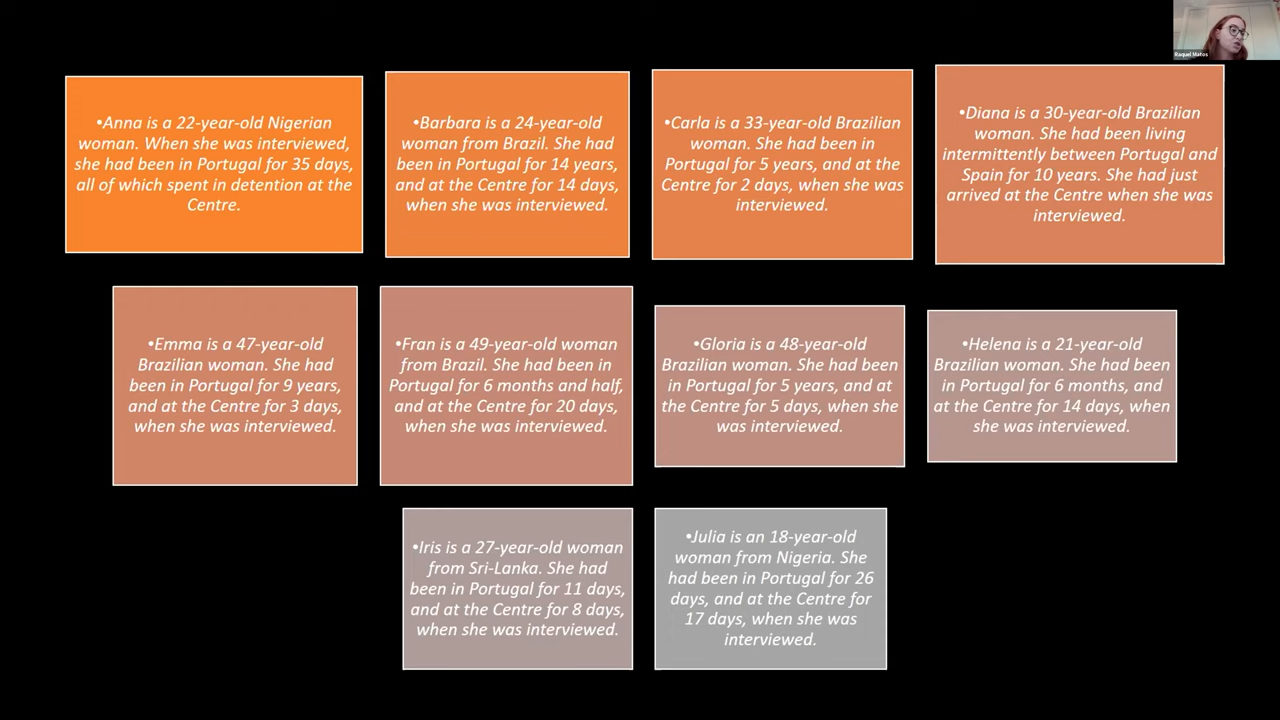 Raquel Matos
•Anna is a 22-year-old Nigerian
woman. When she was interviewed,
she had been in Portugal for 35 days,
all of which spent in detention at the
Centre.
•Barbara is a 24-year-old
woman from Brazil. She had
been in Portugal for 14 years,
and at the Centre for 14 days,
when she was interviewed.
•Carla is a 33-year-old Brazilian
woman. She had been in
Portugal for 5 years, and at the
Centre for 2 days, when she was
interviewed.
•Diana is a 30-year-old Brazilian
woman. She had been living
intermittently between Portugal and
Spain for 10 years. She had just
arrived at the Centre when she was
interviewed.
•Emma is a 47-year-old
Brazilian woman. She had
been in Portugal for 9 years,
and at the Centre for 3 days,
when she was interviewed.
•Fran is a 49-year-old woman
from Brazil. She had been in
Portugal for 6 months and half,
and at the Centre for 20 days,
when she was interviewed.
•Gloria is a 48-year-old
Brazilian woman. She had been
in Portugal for 5 years, and at
the Centre for 5 days, when she
was interviewed.
•Helena is a 21-year-old
Brazilian woman. She had been
in Portugal for 6 months, and
at the Centre for 14 days, when
she was interviewed.
•Iris is a 27-year-old woman
from Sri-Lanka. She had
been in Portugal for 11 days,
and at the Centre for 8 days,
when she was interviewed.
•Julia is an 18-year-old
woman from Nigeria. She
had been in Portugal for 26
days, and at the Centre for
17 days, when she was
interviewed.